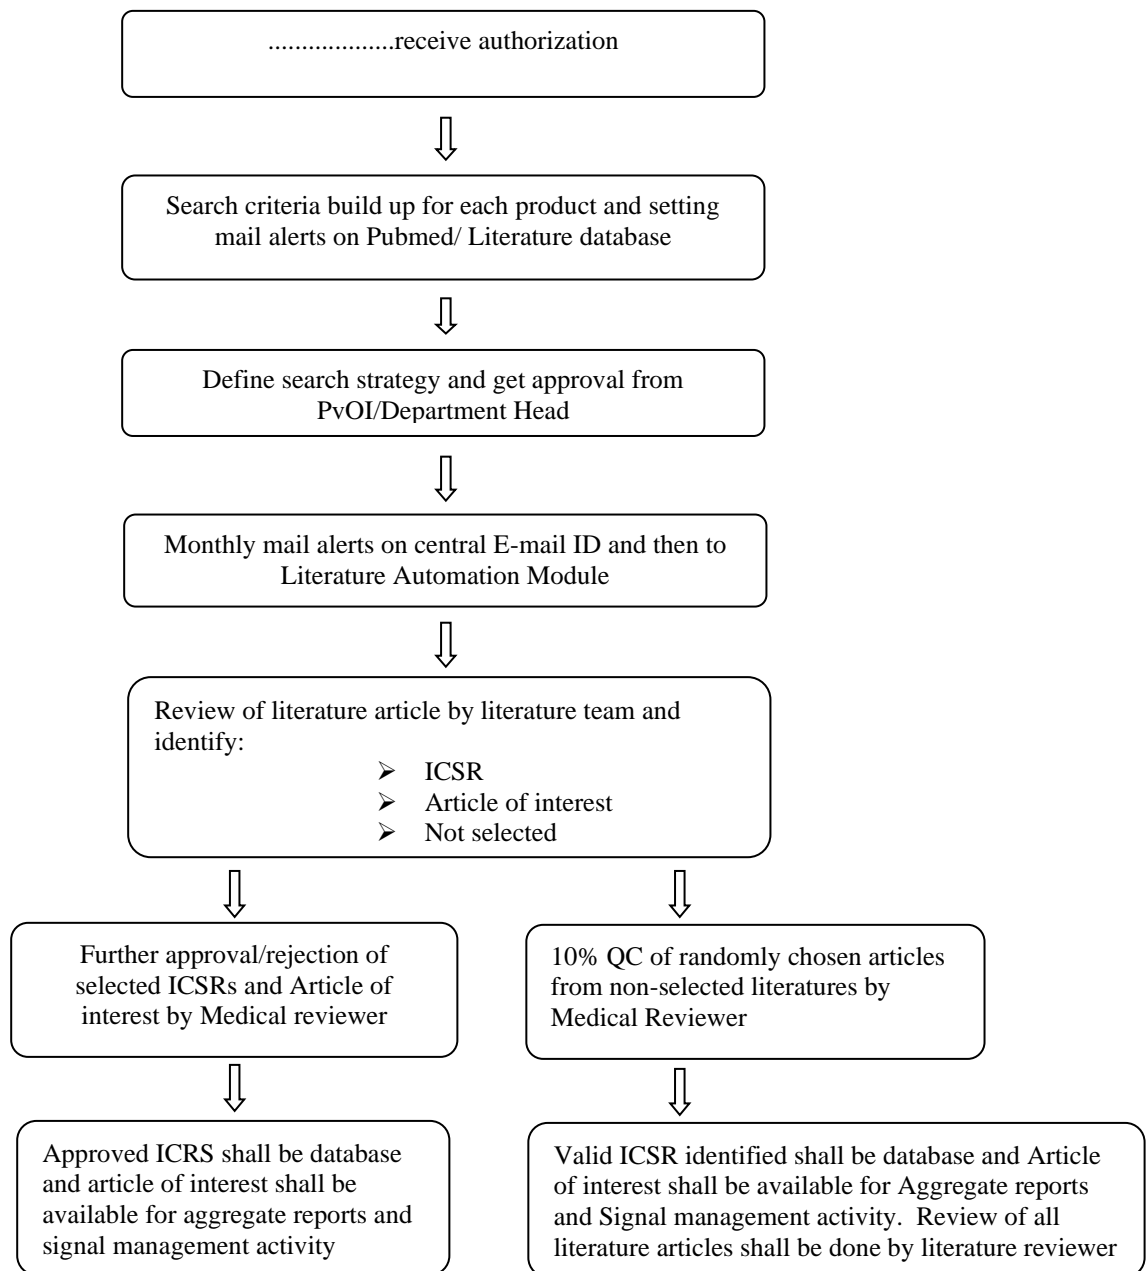 ...................receive authorization
Search criteria build up for each product and setting
mail alerts on Pubmed/ Literature database
Define search strategy and get approval from
PvOI/Department Head
Monthly mail alerts on central E-mail ID and then to
Literature Automation Module
Review of literature article by literature team and
identify:
➢ ICSR
➢ Article of interest
➢ Not selected
Further approval/rejection of
selected ICSRs and Article of
interest by Medical reviewer
10% QC of randomly chosen articles
from non-selected literatures by
Medical Reviewer
Approved ICRS shall be database
and article of interest shall be
available for aggregate reports and
signal management activity
Valid ICSR identified shall be database and Article
of interest shall be available for Aggregate reports
and Signal management activity.  Review of all
literature articles shall be done by literature reviewer